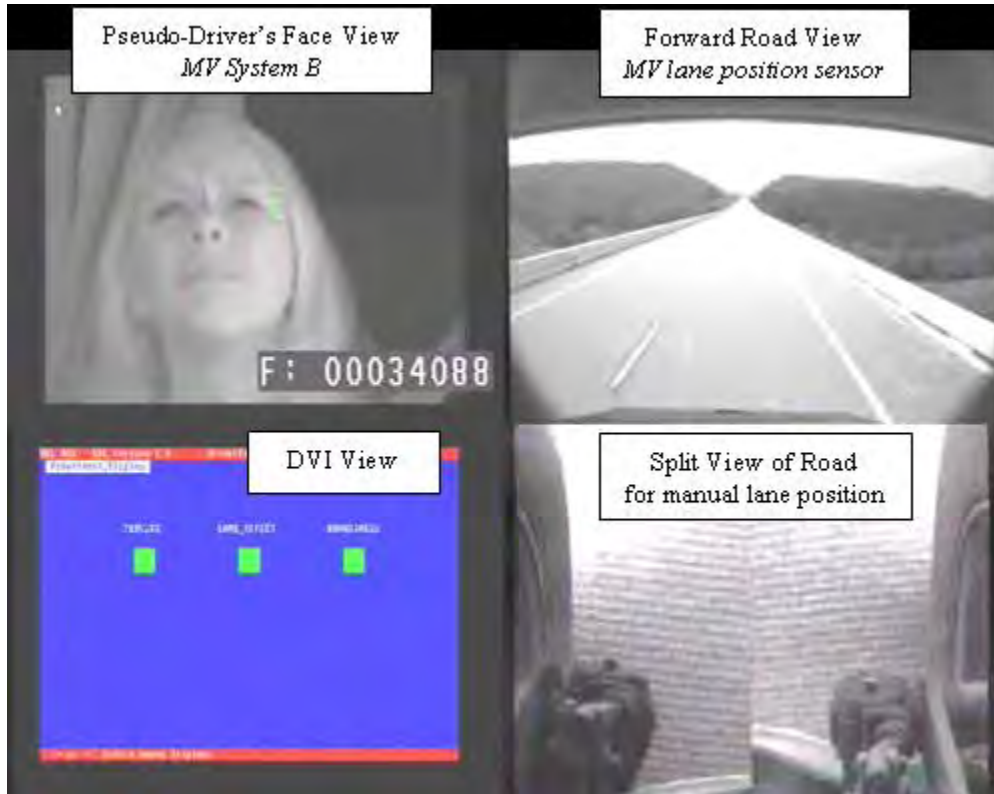 Pseudo-Driver's Face View
MV System B
Forward Road View
MV lane position sensor
F: 00034088
DVI View
Split View of Road
for manual lane position